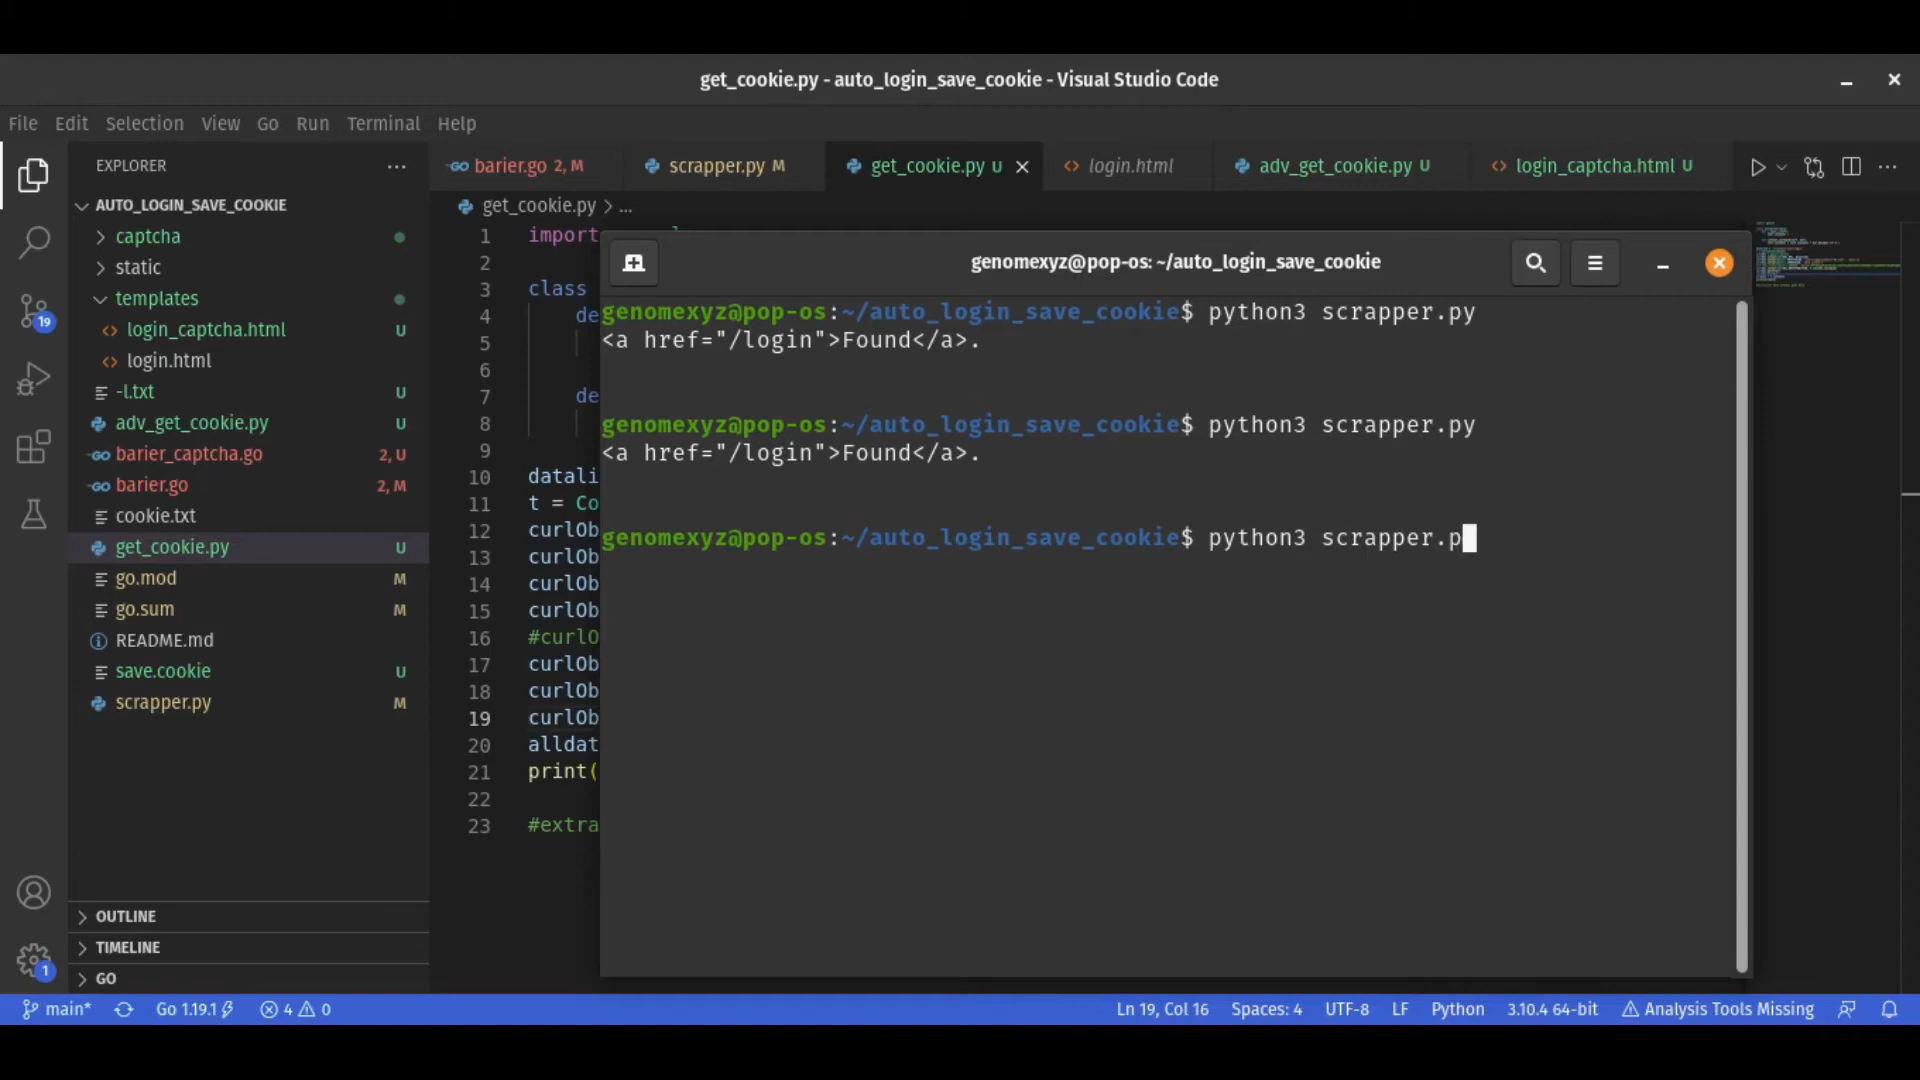 get_cookie.py - auto_login_save_cookie - Visual Studio Code
File Edit Selection View Go Run Terminal Help
EXPLORER
AUTO_LOGIN_SAVE_COOKIE
captcha
static
templates
login_captcha.html U
login.html
-l.txt U
adv_get_cookie.py U
barier_captcha.go 2, U
barier.go 2, M
cookie.txt
get_cookie.py U
go.mod M
go.sum M
README.md
save.cookie U
scrapper.py M
OUTLINE
TIMELINE
GO
19
1
barier.go 2, M scrapper.py M get_cookie.py U login.html adv_get_cookie.py U login_captcha.html U
get_cookie.py > ...
1 import
2
3 class
4 de
5
6
7 de
8
9
10 datali
11 t = Co
12 curlOb
13 curlOb
14 curlOb
15 curlOb
16 #curlO
17 curlOb
18 curlOb
19 curlOb
20 alldat
21 print(
22
23 #extra
genomexyz@pop-os: ~/auto_login_save_cookie
genomexyz@pop-os:~/auto_login_save_cookie$ python3 scrapper.py
<a href="/login">Found</a>.
genomexyz@pop-os:~/auto_login_save_cookie$ python3 scrapper.py
<a href="/login">Found</a>.
genomexyz@pop-os:~/auto_login_save_cookie$ python3 scrapper.p
main* Go 1.19.1 4 0 Ln 19, Col 16 Spaces: 4 UTF-8 LF Python 3.10.4 64-bit Analysis Tools Missing